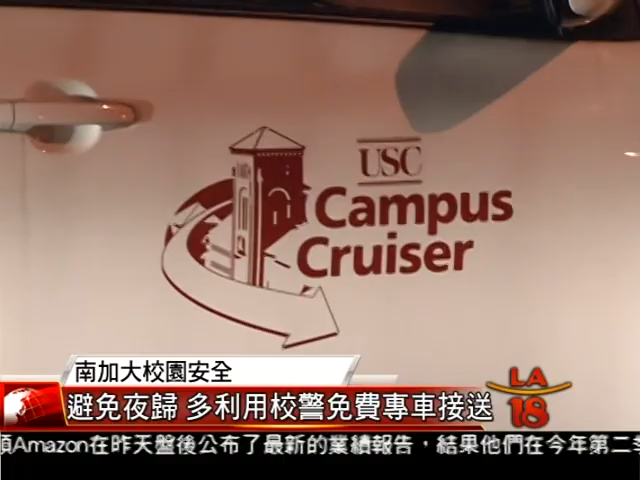 USC
Campus
Cruiser
南加大校園安全
避免夜歸 多利用校警免費專車接送
LA
18
Amazon在昨天盤後公布了最新的業績報告，結果他們在今年第二